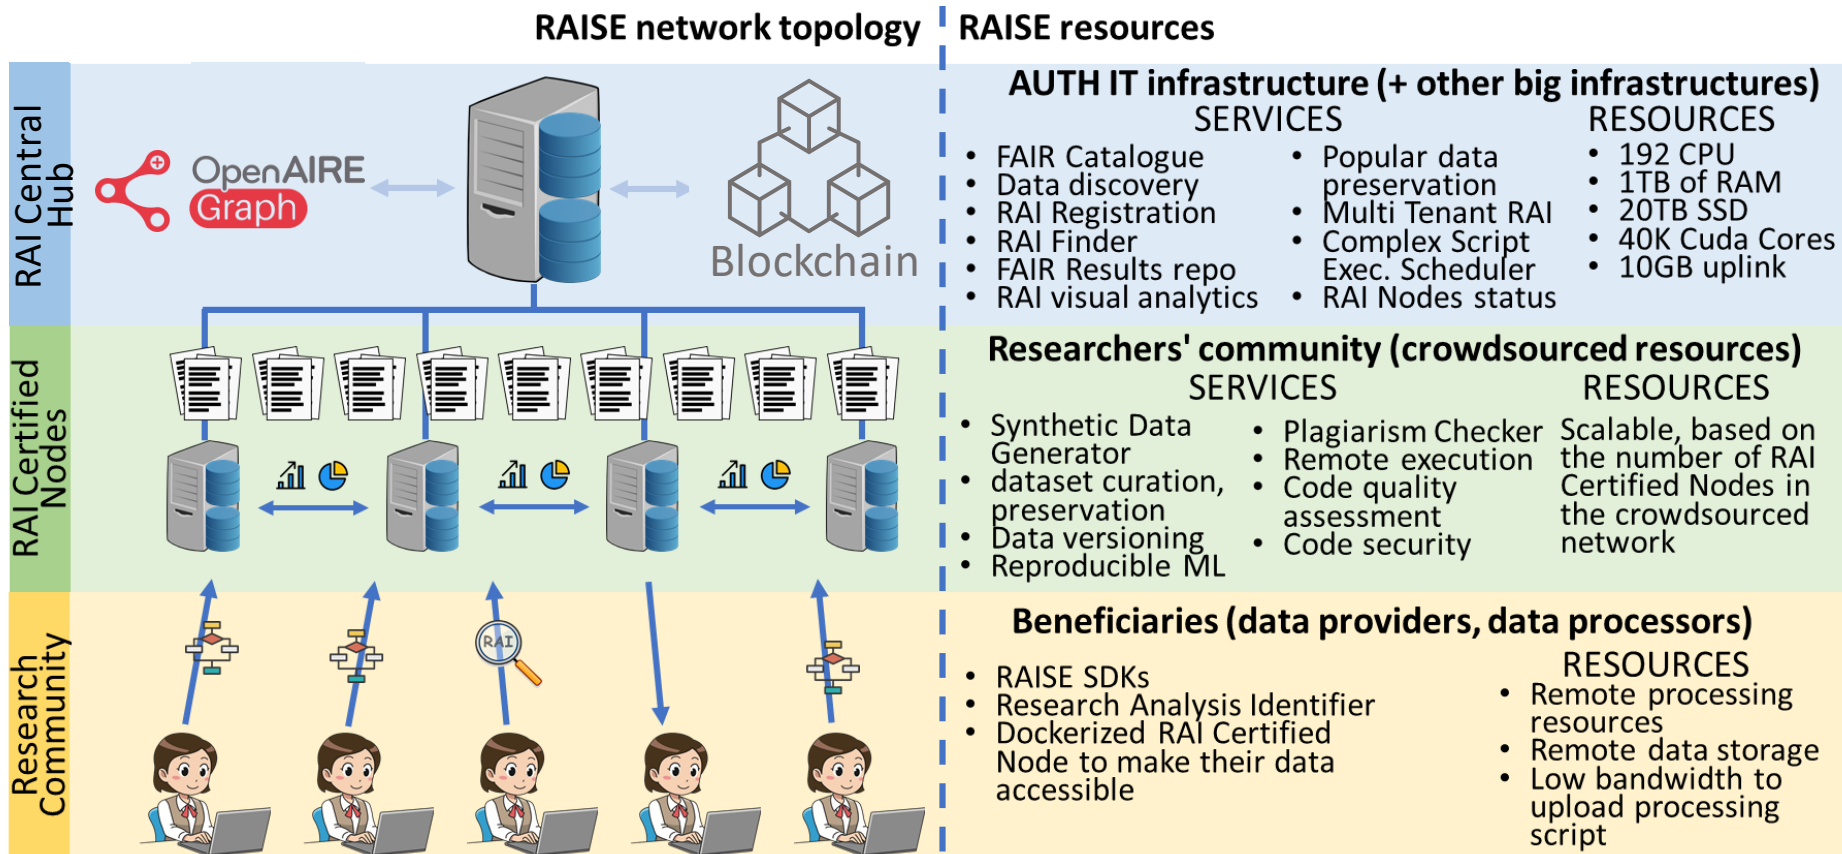 RAISE network topology
RAISE resources
RAI Central
Hub
OpenAIRE
Graph
Blockchain
AUTH IT infrastructure (+ other big infrastructures)
SERVICES
• FAIR Catalogue
• Data discovery
• RAI Registration
• RAI Finder
• FAIR Results repo
• RAI visual analytics
• Popular data
preservation
• Multi Tenant RAI
• Complex Script
Exec. Scheduler
• RAI Nodes status
RESOURCES
• 192 CPU
• 1TB of RAM
• 20TB SSD
• 40K Cuda Cores
• 10GB uplink
RAI Certified
Nodes
Researchers' community (crowdsourced resources)
SERVICES
• Synthetic Data
Generator
• dataset curation,
preservation
• Data versioning
• Reproducible ML
• Plagiarism Checker
• Remote execution
• Code quality
assessment
• Code security
RESOURCES
Scalable, based on
the number of RAI
Certified Nodes in
the crowdsourced
network
Research
Community
RAI
Beneficiaries (data providers, data processors)
• RAISE SDKs
• Research Analysis Identifier
• Dockerized RAI Certified
Node to make their data
accessible
RESOURCES
• Remote processing
resources
• Remote data storage
• Low bandwidth to
upload processing
script